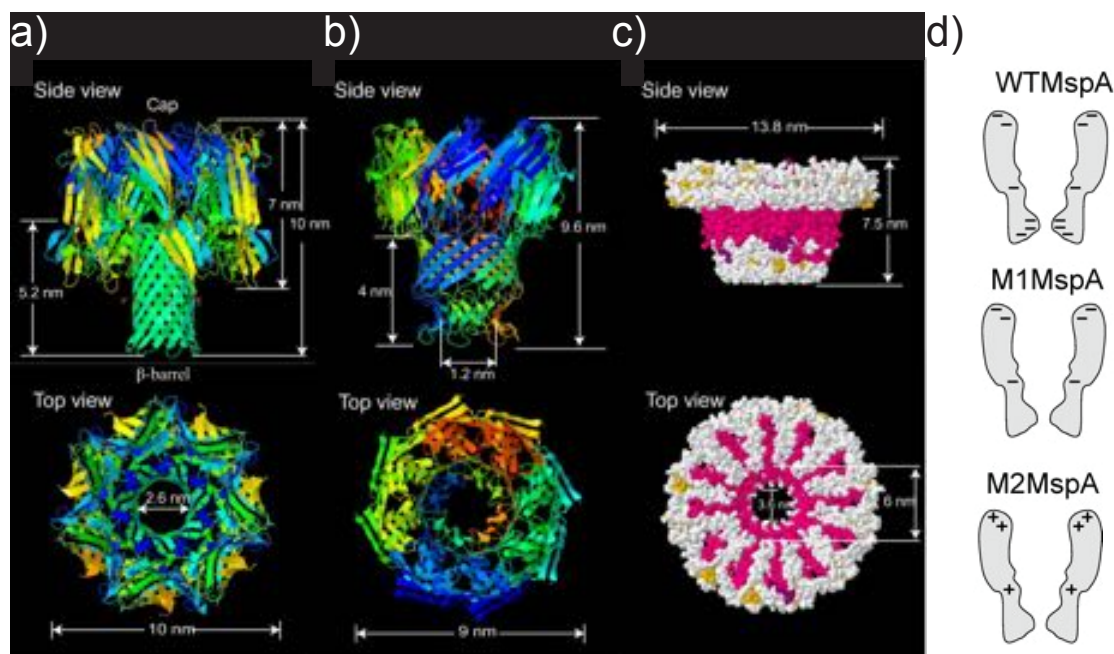 a)
b)
c)
d)
Side view
Cap
7 nm
10 nm
5.2 nm
β-barrel
Top view
2.6 nm
10 nm
Side view
9.6 nm
4 nm
1.2 nm
Top view
9 nm
Side view
13.8 nm
7.5 nm
Top view
6 nm
WTMspA
M1MspA
M2MspA